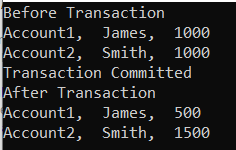 Before Transaction
Account1,  James,  1000
Account2,  Smith,  1000
Transaction Committed
After Transaction
Account1,  James,  500
Account2,  Smith,  1500